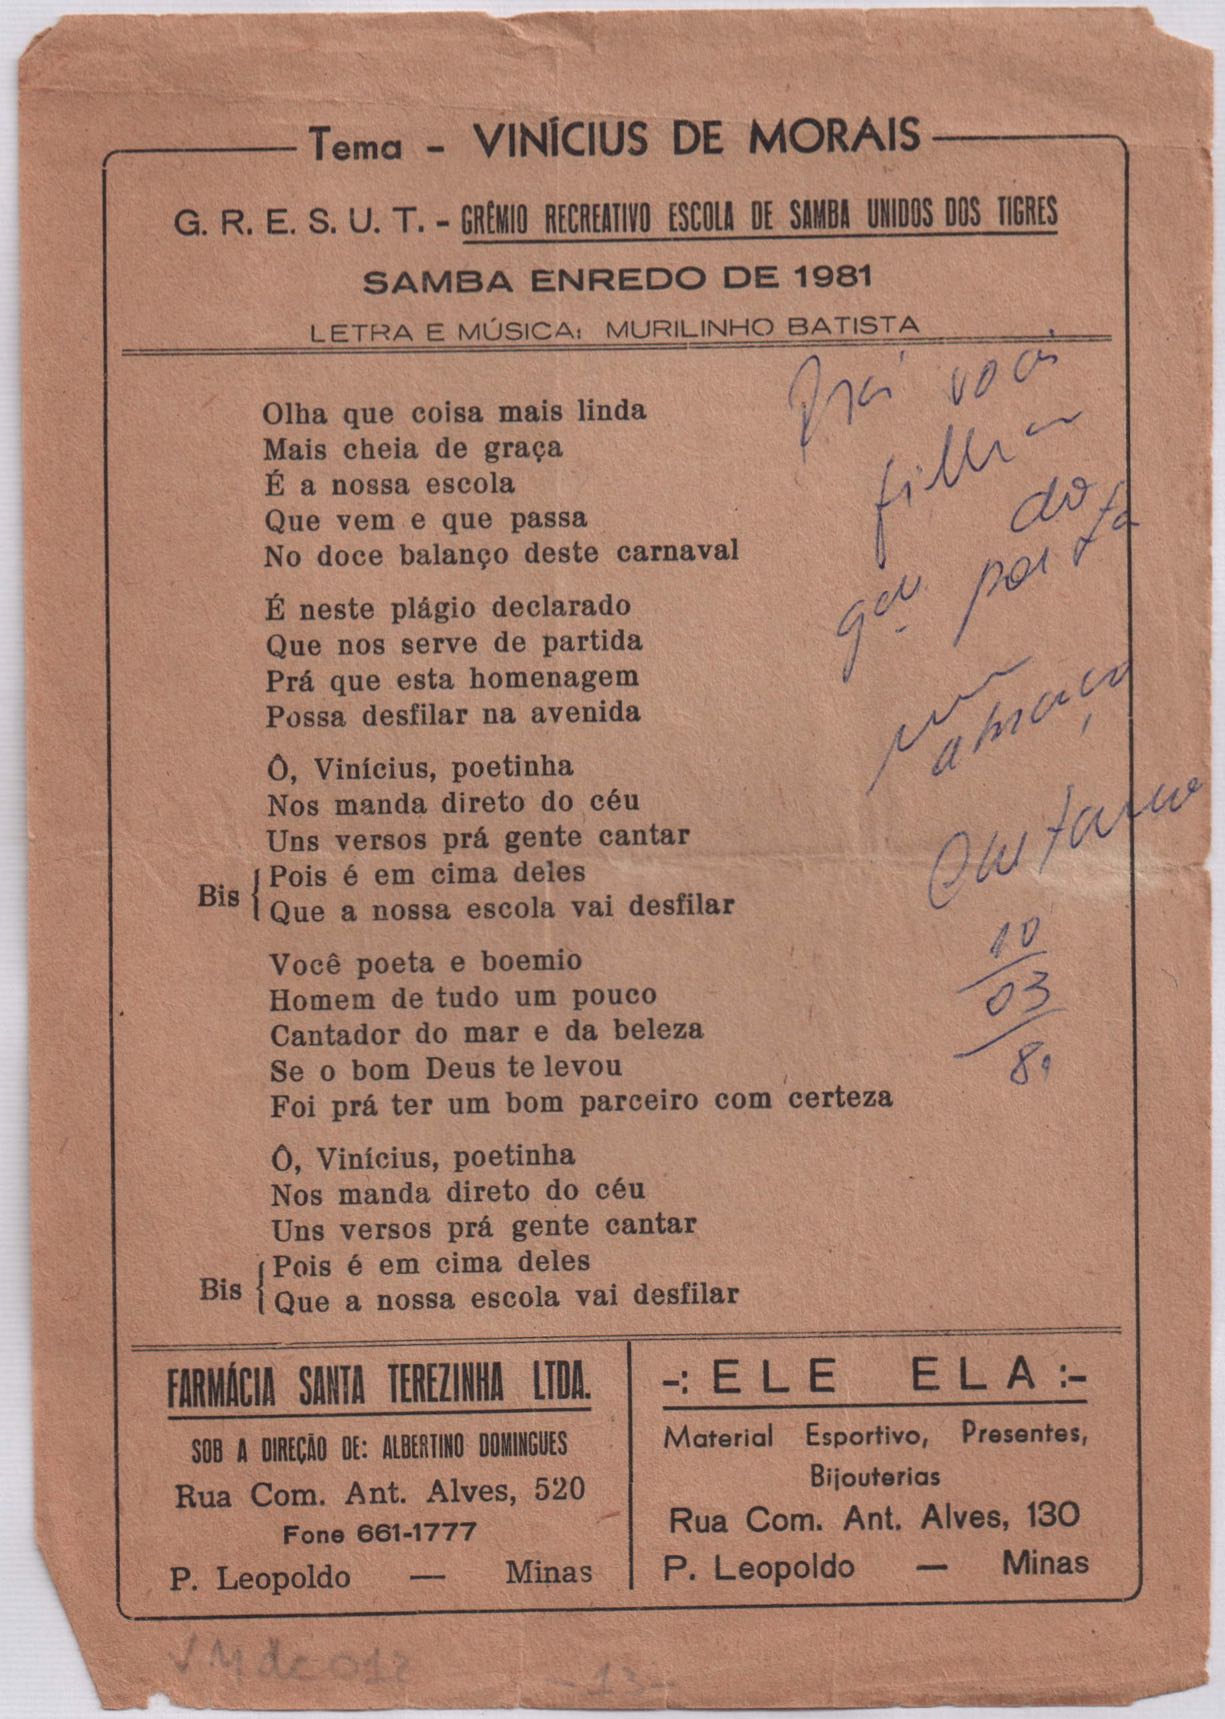 Tema - VINÍCIUS DE MORAIS
G. R. E. S. U. T. - GRÊMIO RECREATIVO ESCOLA DE SAMBA UNIDOS DOS TIGRES
SAMBA ENREDO DE 1981
LETRA E MÚSICA: MURILINHO BATISTA
Olha que coisa mais linda
Mais cheia de graça
É a nossa escola
Que vem e que passa
No doce balanço deste carnaval
É neste plágio declarado
Que nos serve de partida
Prá que esta homenagem
Possa desfilar na avenida
Ô, Vinícius, poetinha
Nos manda direto do céu
Uns versos prá gente cantar
Bis { Pois é em cima deles
Que a nossa escola vai desfilar
Você poeta e boemio
Homem de tudo um pouco
Cantador do mar e da beleza
Se o bom Deus te levou
Foi prá ter um bom parceiro com certeza
Ô, Vinícius, poetinha
Nos manda direto do céu
Uns versos prá gente cantar
Bis { Pois é em cima deles
Que a nossa escola vai desfilar
Prá você
filha
do
poeta
um
abraço
10
03
81
FARMÁCIA SANTA TEREZINHA LTDA.
SOB A DIREÇÃO DE: ALBERTINO DOMINGUES
Rua Com. Ant. Alves, 520
Fone 661-1777
P. Leopoldo — Minas
-: ELE ELA :-
Material Esportivo, Presentes,
Bijouterias
Rua Com. Ant. Alves, 130
P. Leopoldo — Minas
VMdc 012
-13-